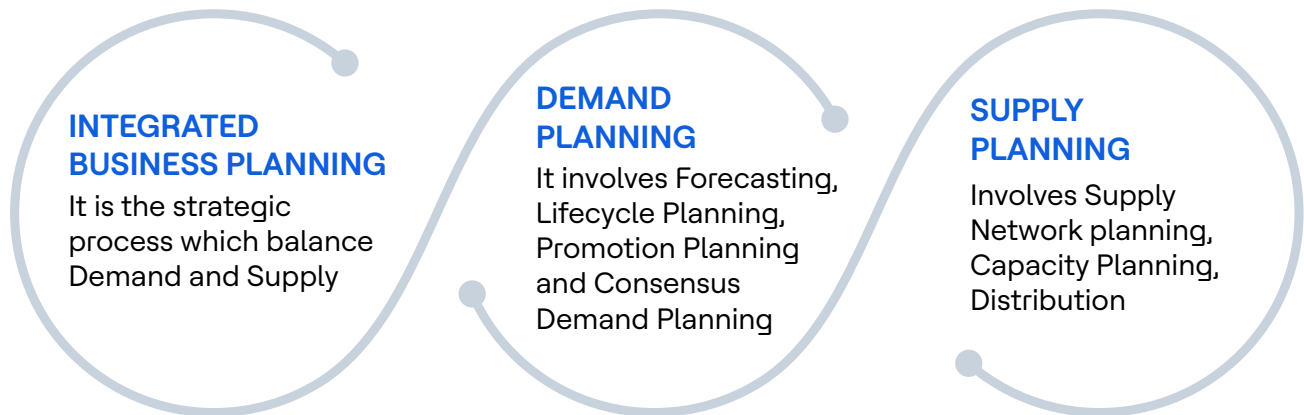 INTEGRATED
BUSINESS PLANNING
It is the strategic
process which balance
Demand and Supply
DEMAND
PLANNING
It involves Forecasting,
Lifecycle Planning,
Promotion Planning
and Consensus
Demand Planning
SUPPLY
PLANNING
Involves Supply
Network planning,
Capacity Planning,
Distribution